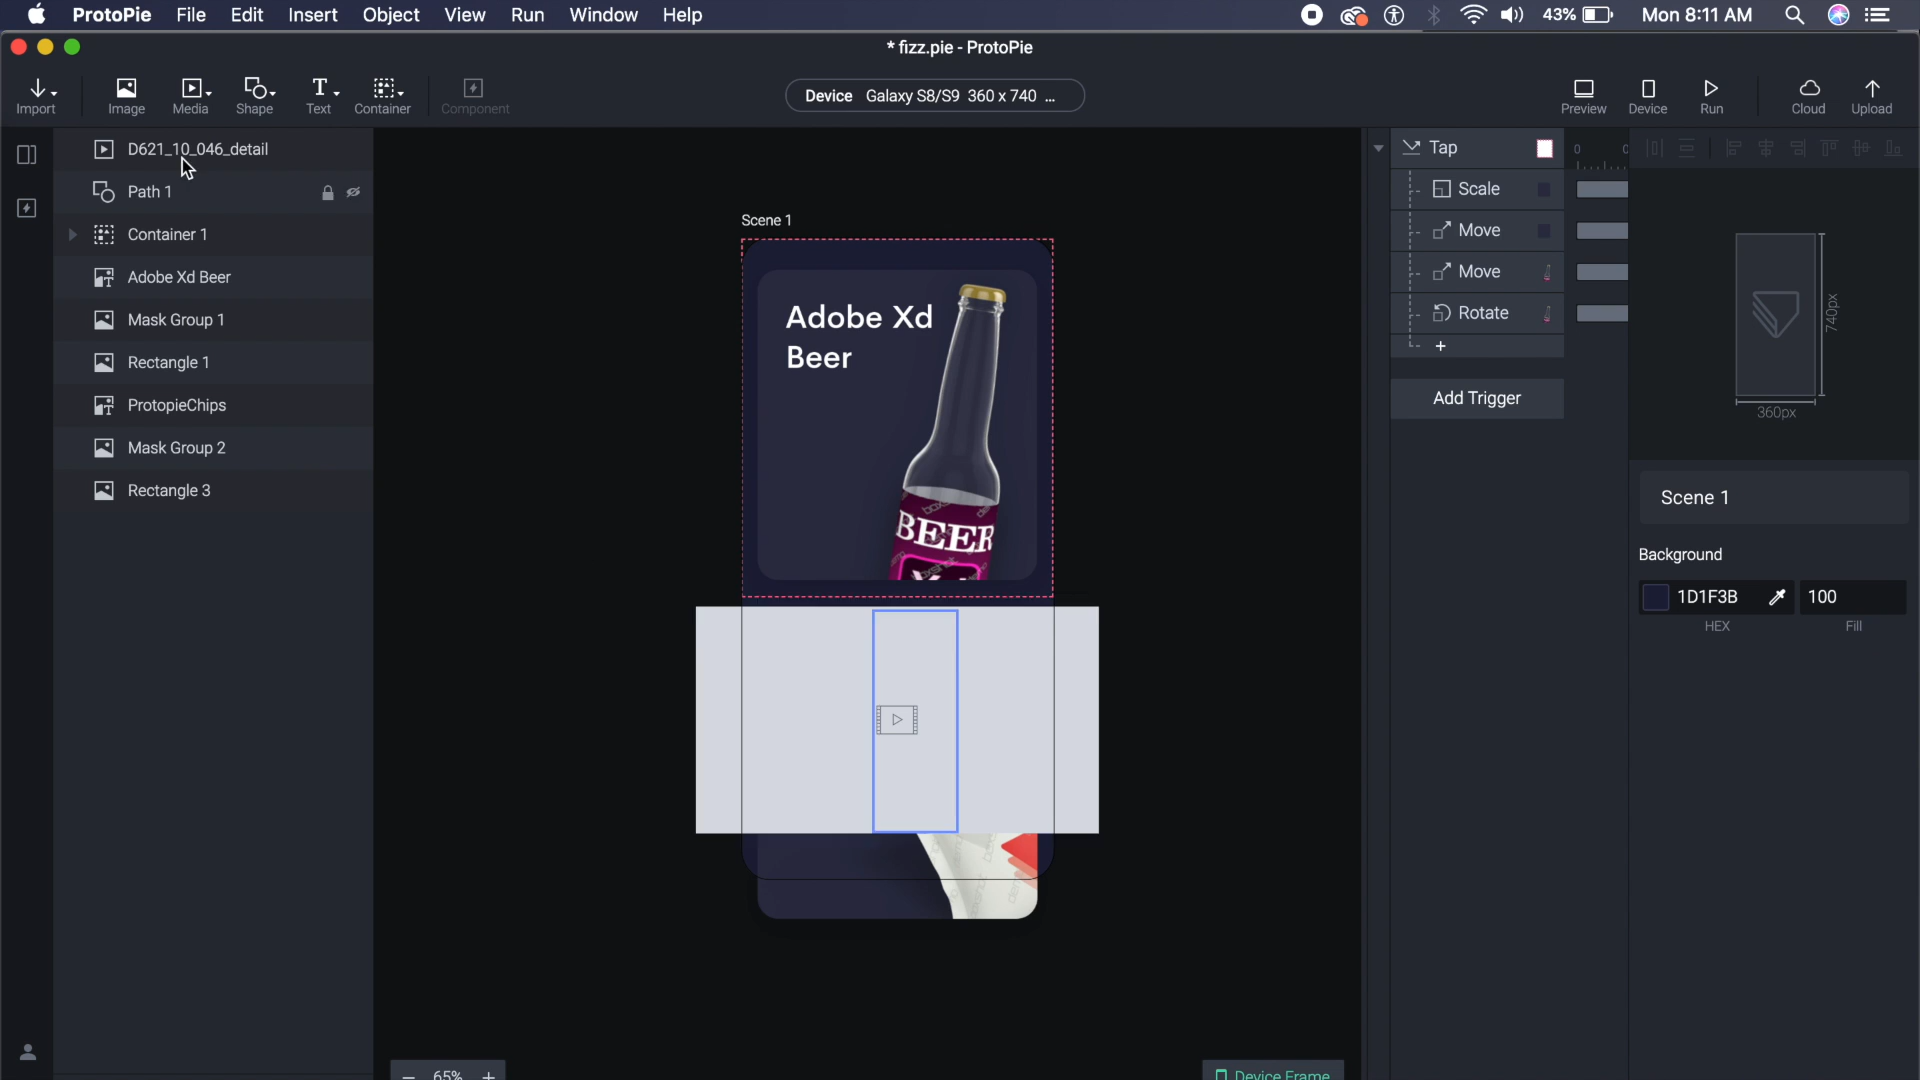 ProtoPie File Edit Insert Object View Run Window Help 43% Mon 8:11 AM
* fizz.pie - ProtoPie
Import Image Media Shape Text Container Component
Device Galaxy S8/S9 360 x 740 ...
Preview Device Run Cloud Upload
D621_10_046_detail
Path 1
Container 1
Adobe Xd Beer
Mask Group 1
Rectangle 1
ProtopieChips
Mask Group 2
Rectangle 3
Scene 1
Adobe Xd
Beer
BEER
Tap
0
Scale
Move
Move
Rotate
+
Add Trigger
740px
360px
Scene 1
Background
1D1F3B 100
HEX Fill
65%
Device Frame